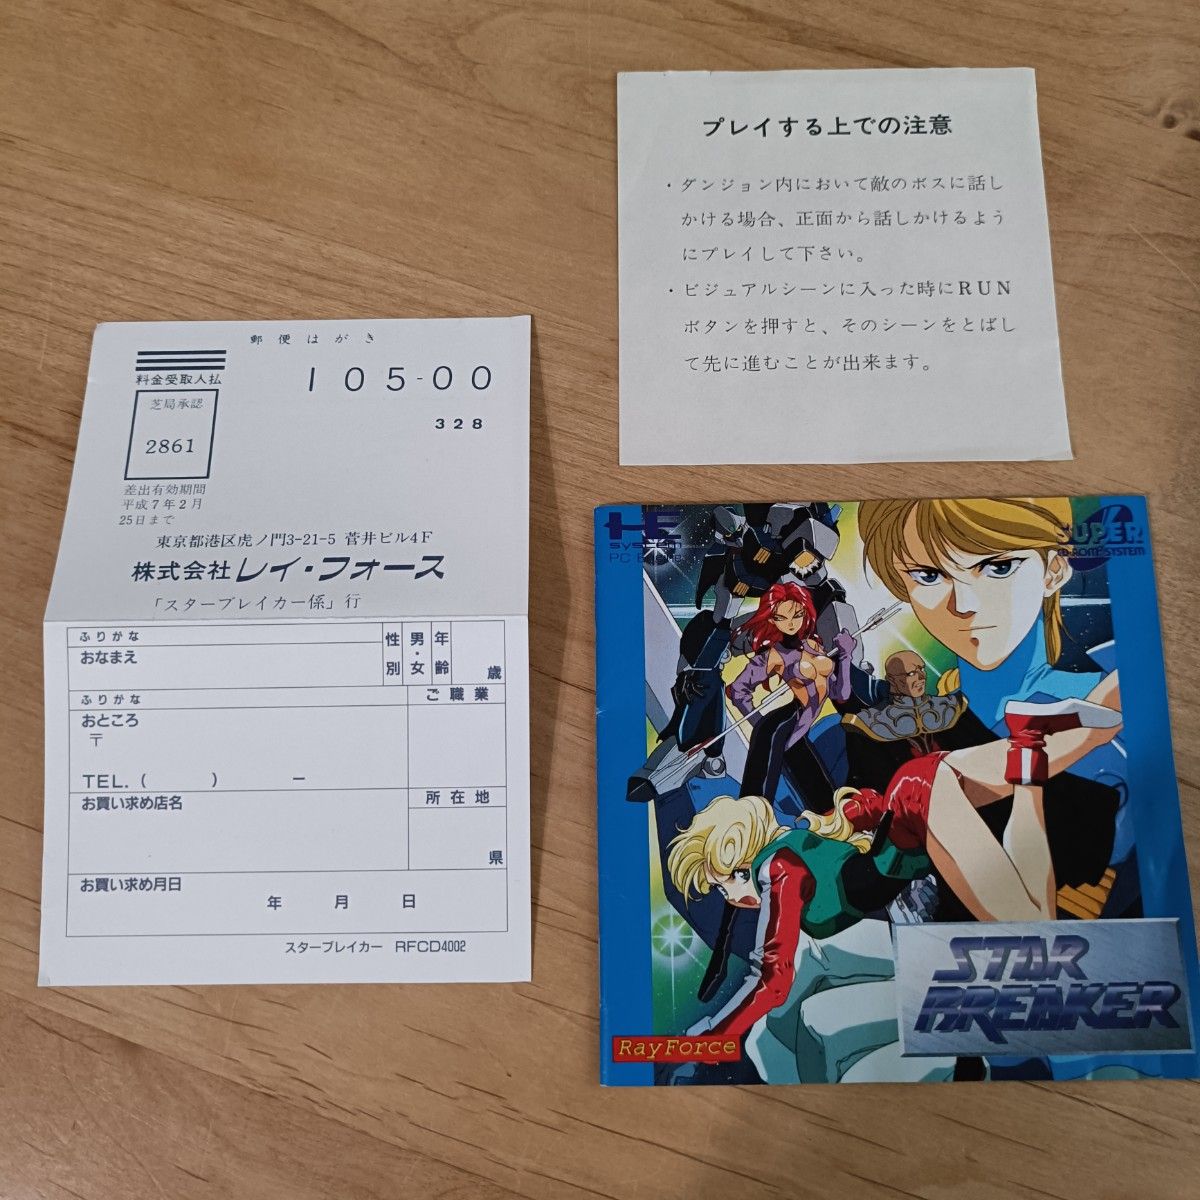 郵便はがき
料金受取人払
芝局承認
2861
差出有効期間
平成7年2月
25日まで
105-00
328
東京都港区虎ノ門3-21-5 菅井ビル4F
株式会社レイ・フォース
「スターブレイカー係」行
ふりがな
おなまえ
性別
男・女
年齢
歳
ふりがな
ご職業
おところ
〒
TEL. ( ) −
お買い求め店名
所在地
県
お買い求め月日
年 月 日
スターブレイカー RFCD4002
プレイする上での注意
・ダンジョン内において敵のボスに話し
かける場合、正面から話しかけるよう
にプレイして下さい。
・ビジュアルシーンに入った時にRUN
ボタンを押すと、そのシーンをとばし
て先に進むことが出来ます。
HE
system
PC Engine
SUPER
CD-ROM² SYSTEM
STAR
BREAKER
RayForce